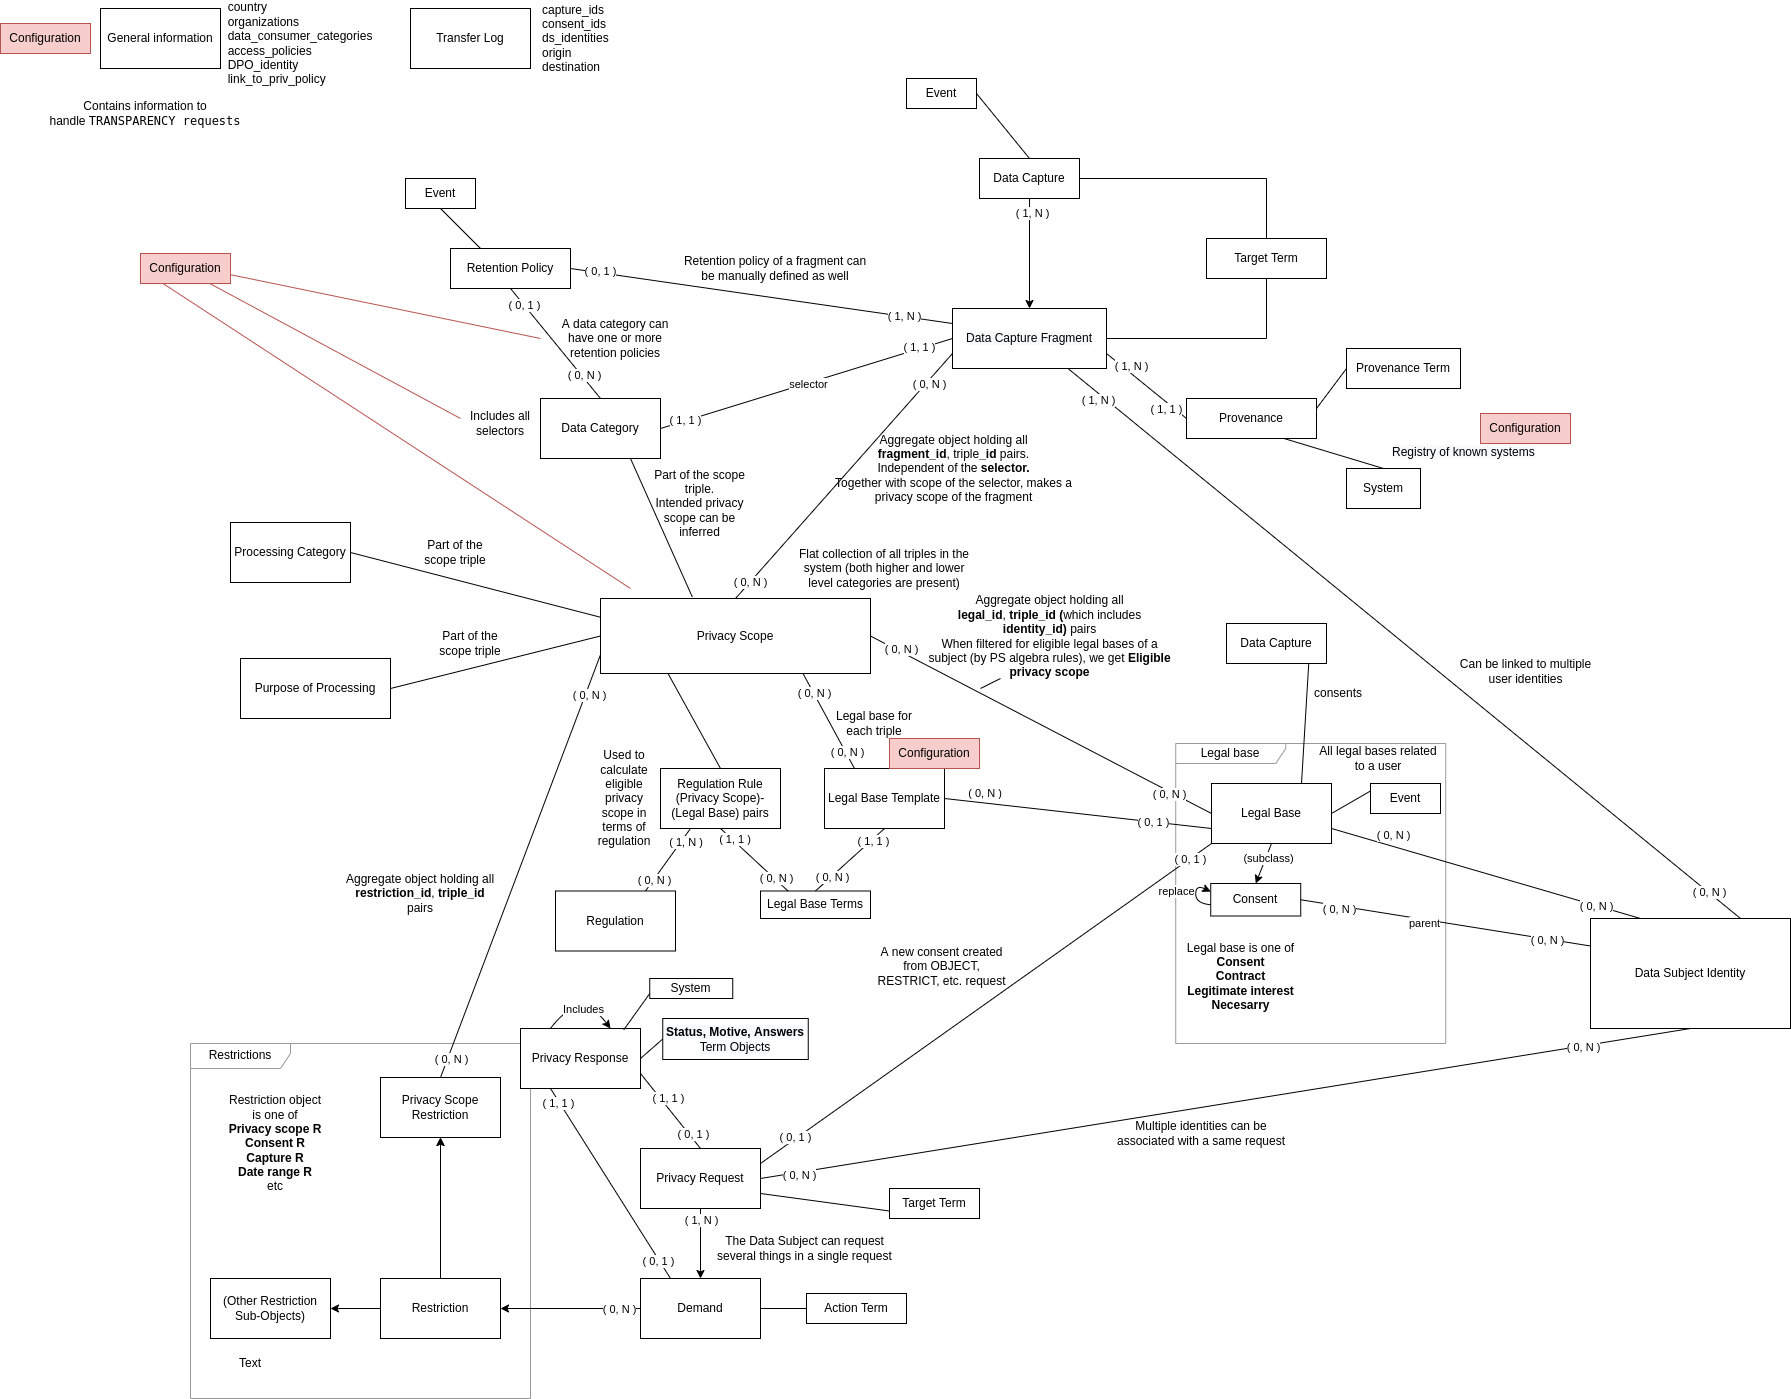 Configuration
General information
country
organizations
data_consumer_categories
access_policies
DPO_identity
link_to_priv_policy
Transfer Log
capture_ids
consent_ids
ds_identities
origin
destination
Contains information to
handle TRANSPARENCY requests
Event
Data Capture
( 1, N )
Target Term
Event
Retention Policy
( 0, 1 )
Retention policy of a fragment can
be manually defined as well
( 1, N )
Configuration
( 0, 1 )
A data category can
have one or more
retention policies
( 0, N )
Data Capture Fragment
( 1, 1 )
selector
( 0, N )
( 1, N )
( 1, N )
( 1, 1 )
Provenance Term
Provenance
Configuration
Registry of known systems
System
Includes all
selectors
Data Category
( 1, 1 )
Part of the scope
triple.
Intended privacy
scope can be
inferred
Aggregate object holding all
fragment_id, triple_id pairs.
Independent of the selector.
Together with scope of the selector, makes a
privacy scope of the fragment
Processing Category
Part of the
scope triple
( 0, N )
Flat collection of all triples in the
system (both higher and lower
level categories are present)
Privacy Scope
Part of the
scope triple
Purpose of Processing
( 0, N )
Aggregate object holding all
legal_id, triple_id (which includes
identity_id) pairs
When filtered for eligible legal bases of a
subject (by PS algebra rules), we get Eligible
privacy scope
( 0, N )
Data Capture
consents
Can be linked to multiple
user identities
( 0, N )
Legal base for
each triple
( 0, N )
Configuration
Used to
calculate
eligible
privacy
scope in
terms of
regulation
Regulation Rule
(Privacy Scope)-
(Legal Base) pairs
Legal Base Template
( 0, N )
( 0, N )
( 0, 1 )
Legal base
All legal bases related
to a user
Legal Base
Event
( 0, N )
( 1, N )
( 1, 1 )
( 1, 1 )
( 0, 1 )
(subclass)
( 0, N )
( 0, N )
( 0, N )
Regulation
Legal Base Terms
replace
Consent
( 0, N )
parent
( 0, N )
( 0, N )
( 0, N )
Data Subject Identity
Aggregate object holding all
restriction_id, triple_id
pairs
A new consent created
from OBJECT,
RESTRICT, etc. request
Legal base is one of
Consent
Contract
Legitimate interest
Necesarry
System
Includes
Status, Motive, Answers
Term Objects
Privacy Response
Restrictions
( 0, N )
( 0, N )
Restriction object
is one of
Privacy scope R
Consent R
Capture R
Date range R
etc
Privacy Scope
Restriction
( 1, 1 )
( 1, 1 )
( 0, 1 )
( 0, 1 )
Multiple identities can be
associated with a same request
Privacy Request
( 0, N )
Target Term
( 1, N )
The Data Subject can request
several things in a single request
( 0, 1 )
(Other Restriction
Sub-Objects)
Restriction
( 0, N )
Demand
Action Term
Text